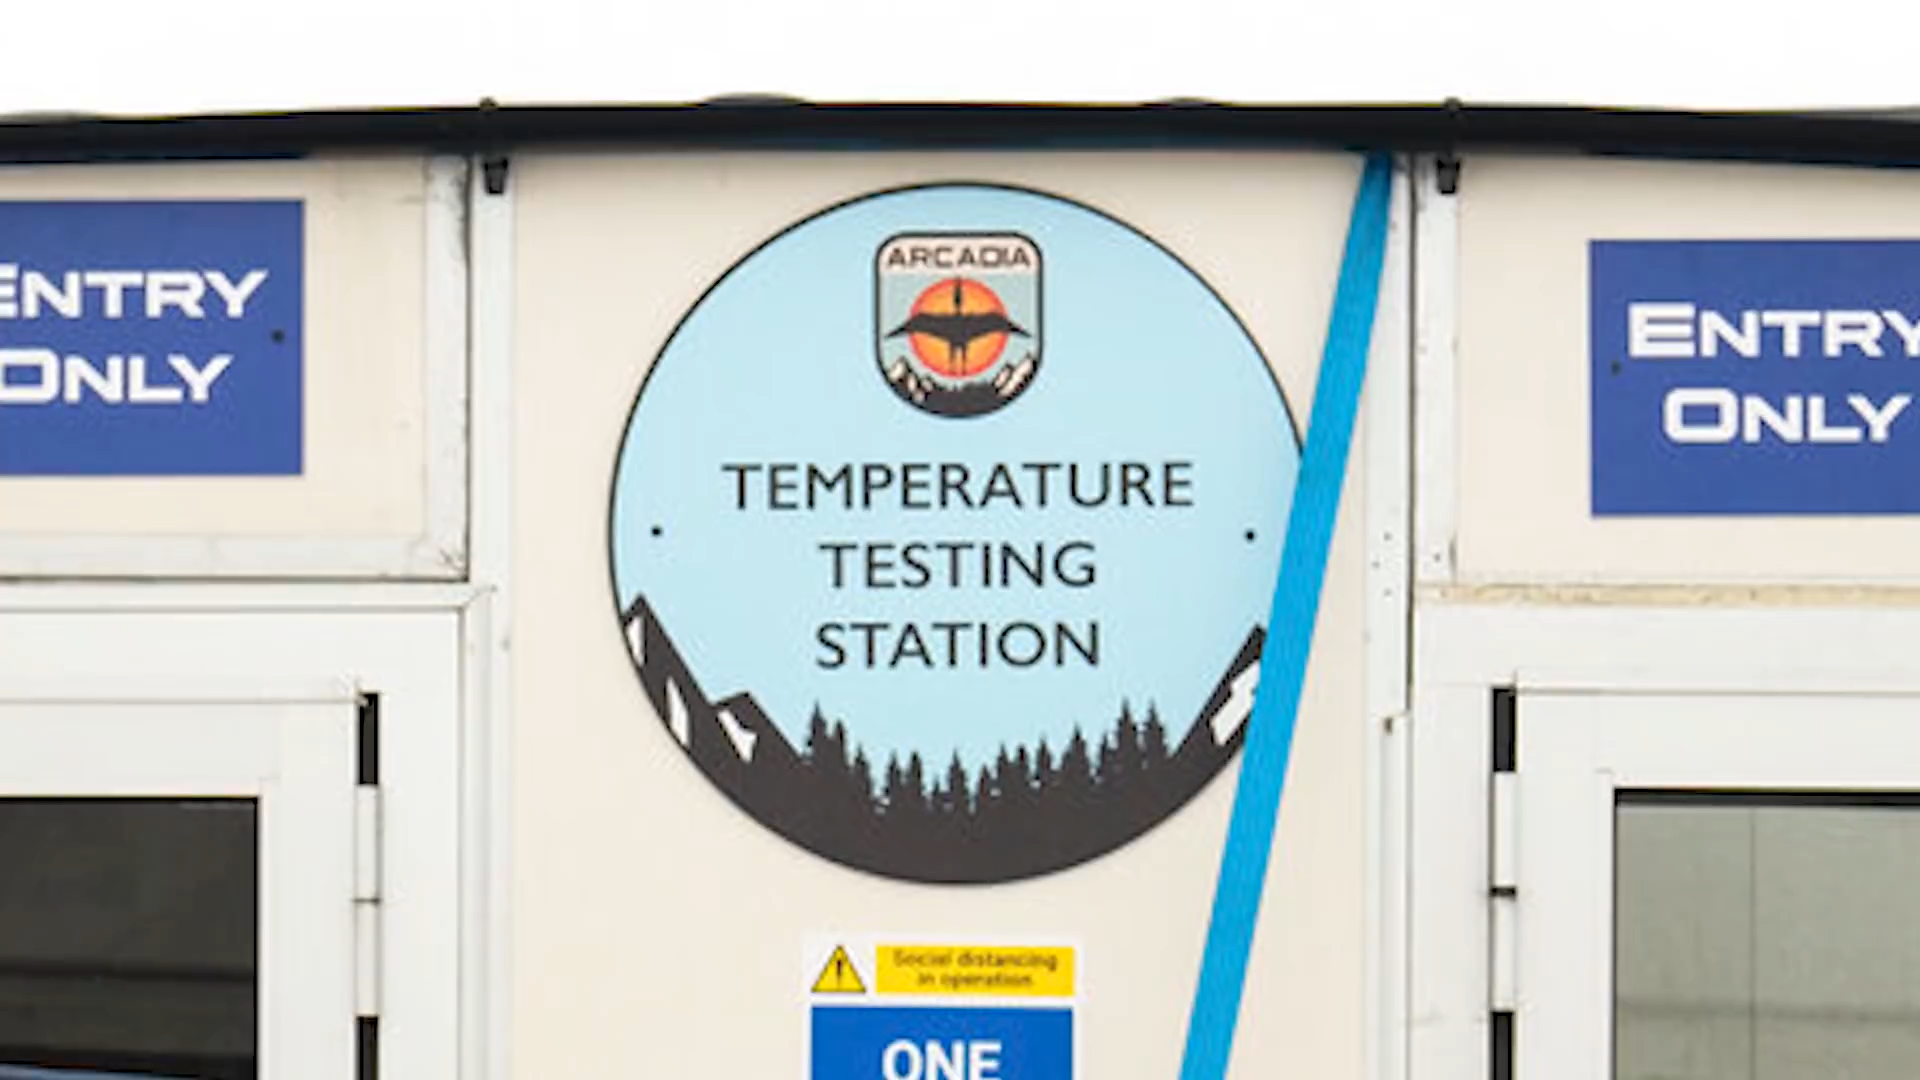 ENTRY
ONLY
ARCADIA
TEMPERATURE
TESTING
STATION
ENTRY
ONLY
Social distancing
in operation
ONE